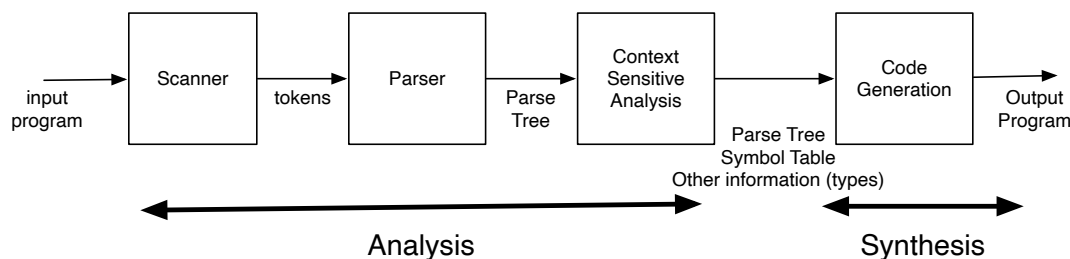 input
program
Scanner
tokens
Parser
Parse
Tree
Context
Sensitive
Analysis
Parse Tree
Symbol Table
Other information (types)
Code
Generation
Output
Program
Analysis
Synthesis